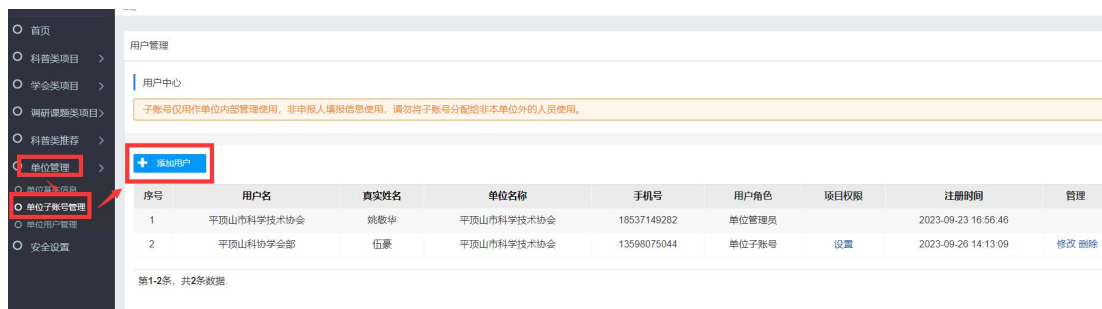 首页
科普类项目
学会类项目
调研课题类项目
科普类推荐
单位管理
单位基本信息
单位子账号管理
单位用户管理
安全设置
用户管理
用户中心
子账号仅用作单位内部管理使用，非申报人填报信息使用，请勿将子账号分配给非本单位外的人员使用。
添加用户
序号 用户名 真实姓名 单位名称 手机号 用户角色 项目权限 注册时间 管理
1 平顶山市科学技术协会 姚敬华 平顶山市科学技术协会 18537149282 单位管理员 2023-09-23 16:56:46
2 平顶山科协学会部 伍豪 平顶山市科学技术协会 13598075044 单位子账号 设置 2023-09-26 14:13:09 修改 删除
第1-2条，共2条数据.